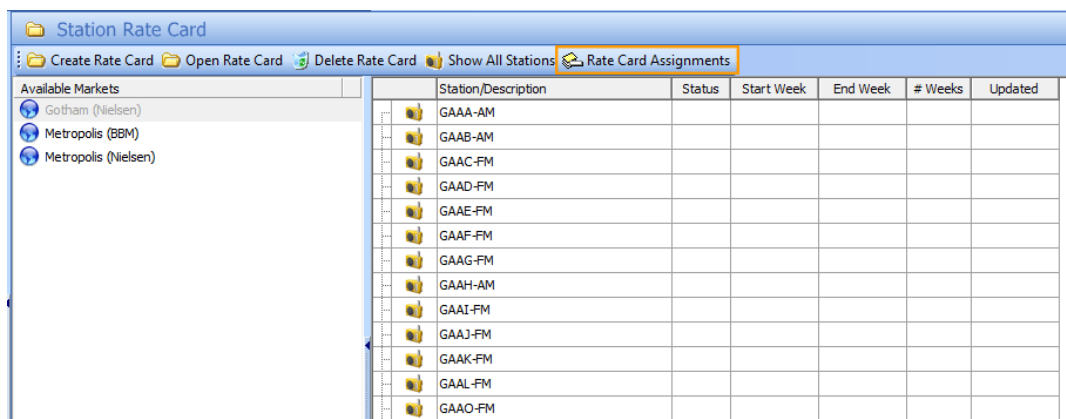 Station Rate Card
Create Rate Card Open Rate Card Delete Rate Card Show All Stations Rate Card Assignments
Available Markets
Gotham (Nielsen)
Metropolis (BBM)
Metropolis (Nielsen)
Station/Description Status Start Week End Week # Weeks Updated
GAAA-AM
GAAB-AM
GAAC-FM
GAAD-FM
GAAE-FM
GAAF-FM
GAAG-FM
GAAH-AM
GAAI-FM
GAAJ-FM
GAAK-FM
GAAL-FM
GAAO-FM